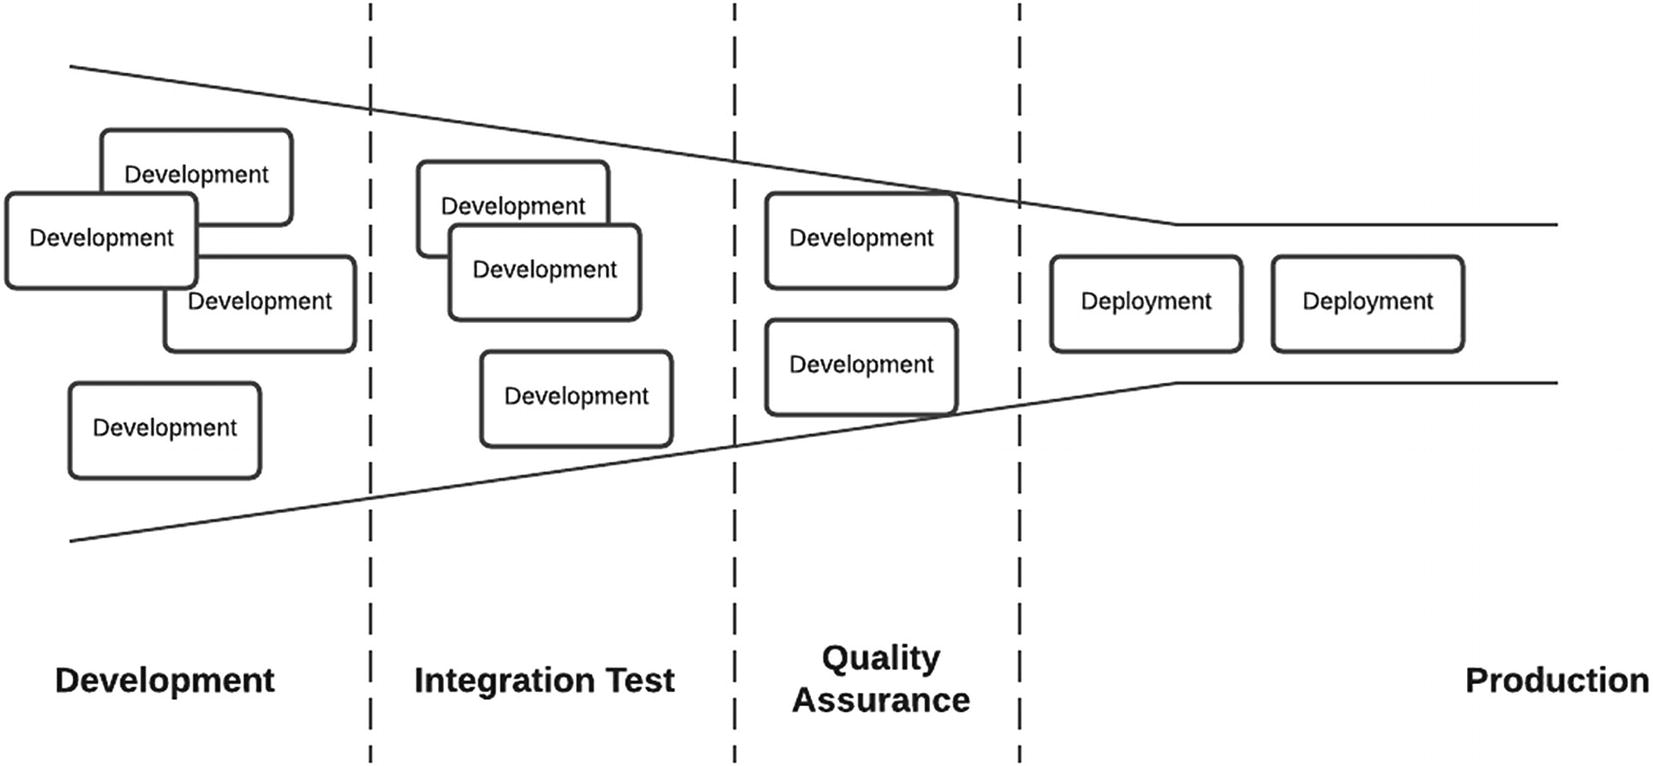 Development
Development
Development
Development
Development
Development
Development
Development
Development
Deployment
Deployment
Development
Integration Test
Quality
Assurance
Production